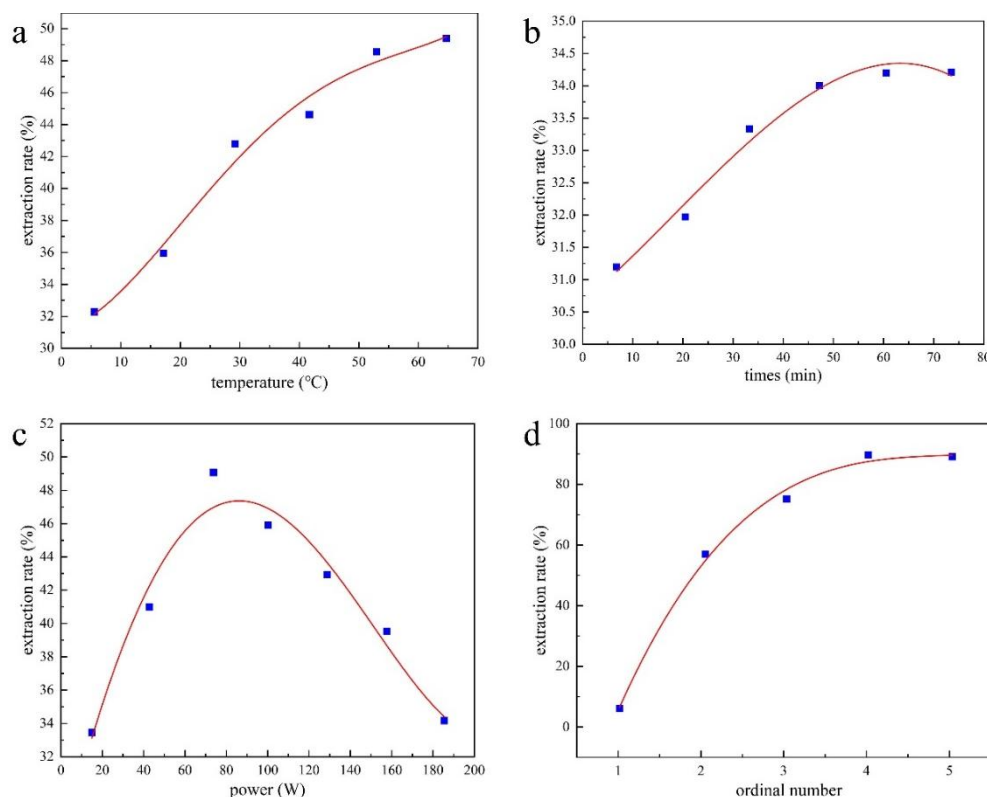 a
50
48
46
44
42
40
38
36
34
32
30
extraction rate (%)
0 10 20 30 40 50 60 70
temperature (°C)
b
35.0
34.5
34.0
33.5
33.0
32.5
32.0
31.5
31.0
30.5
30.0
extraction rate (%)
0 10 20 30 40 50 60 70 80
times (min)
c
52
50
48
46
44
42
40
38
36
34
32
extraction rate (%)
0 20 40 60 80 100 120 140 160 180 200
power (W)
d
100
80
60
40
20
0
extraction rate (%)
1 2 3 4 5
ordinal number